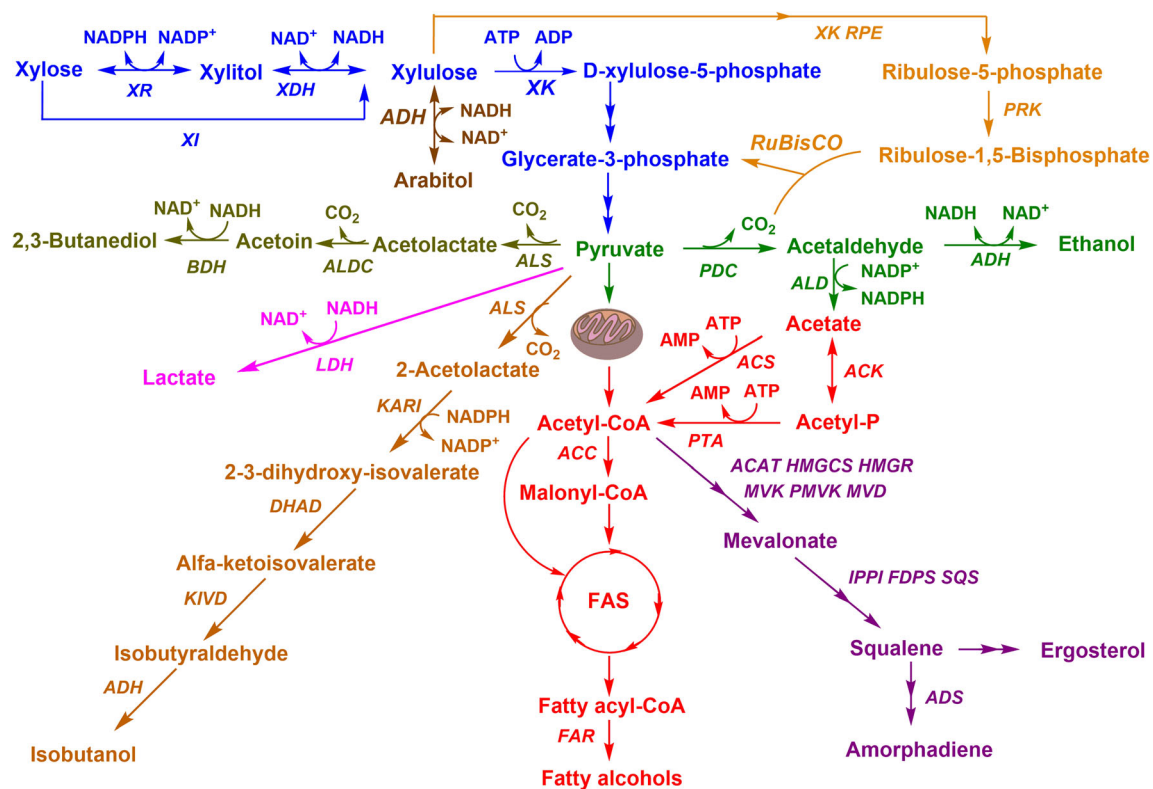 XK RPE
NADPH NADP+ NAD+ NADH ATP ADP
Xylose Xylitol Xylulose D-xylulose-5-phosphate Ribulose-5-phosphate
XR XDH XK
ADH NADH PRK
XI NAD+
RuBisCO
Glycerate-3-phosphate Ribulose-1,5-Bisphosphate
Arabitol
NAD+ NADH CO2 CO2 CO2 NADH NAD+
2,3-Butanediol Acetoin Acetolactate Pyruvate Acetaldehyde Ethanol
BDH ALDC ALS PDC ADH
ALD NADP+
NADPH
NAD+ NADH ALS
CO2
LDH
Lactate
2-Acetolactate
AMP ATP Acetate
ACS ACK
KARI NADPH
NADP+
AMP ATP
Acetyl-CoA Acetyl-P
PTA
ACC
2-3-dihydroxy-isovalerate
ACAT HMGCS HMGR
MVK PMVK MVD
Malonyl-CoA
DHAD
Mevalonate
Alfa-ketoisovalerate
IPPI FDPS SQS
KIVD
FAS
Isobutyraldehyde
Squalene Ergosterol
ADH
ADS
Fatty acyl-CoA
FAR
Isobutanol
Amorphadiene
Fatty alcohols